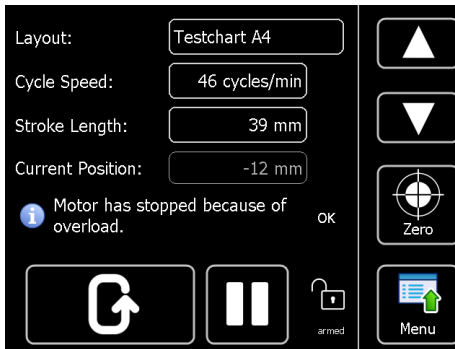 Layout: Testchart A4
Cycle Speed: 46 cycles/min
Stroke Length: 39 mm
Current Position: -12 mm
Motor has stopped because of
overload.
OK
Zero
armed
Menu